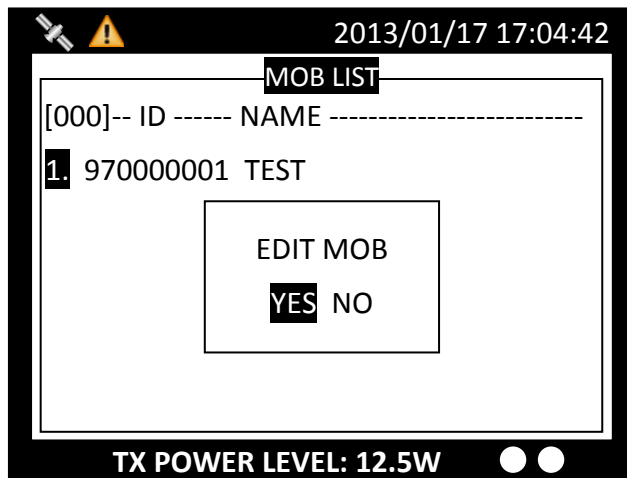 2013/01/17 17:04:42
MOB LIST
[000]-- ID ------ NAME --------------------------
1. 970000001 TEST
EDIT MOB
YES NO
TX POWER LEVEL: 12.5W